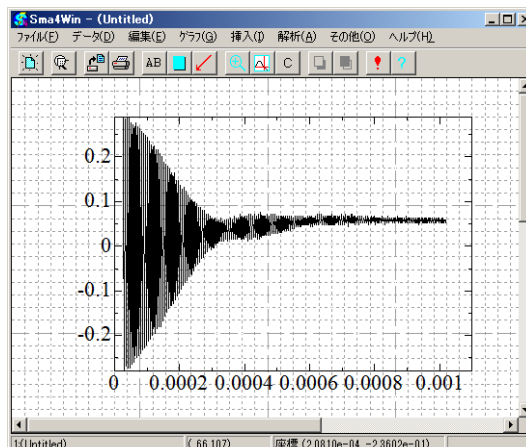 Sma4Win - (Untitled)
ファイル(F) データ(D) 編集(E) グラフ(G) 挿入(I) 解析(A) その他(O) ヘルプ(H)
AB C ! ?
0.2
0.1
0
-0.1
-0.2
0 0.0002 0.0004 0.0006 0.0008 0.001
1:(Untitled) ( 66,107) 座標 (2.0810e-04, -2.3602e-01)